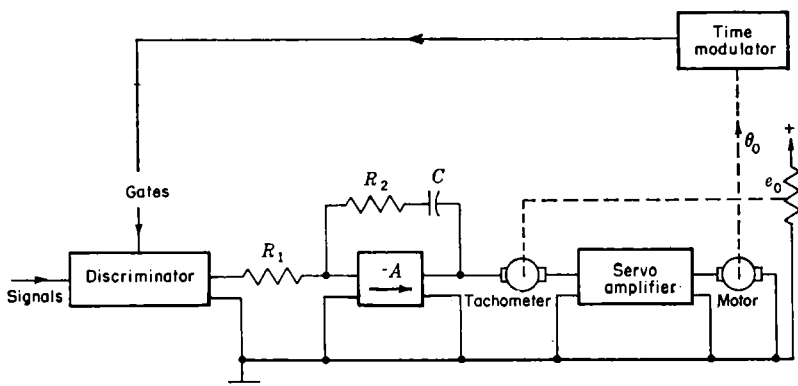 Time
modulator
+
θ₀
e₀
Gates
R₂
C
R₁
Discriminator
-A
Servo
amplifier
Signals
Tachometer
Motor